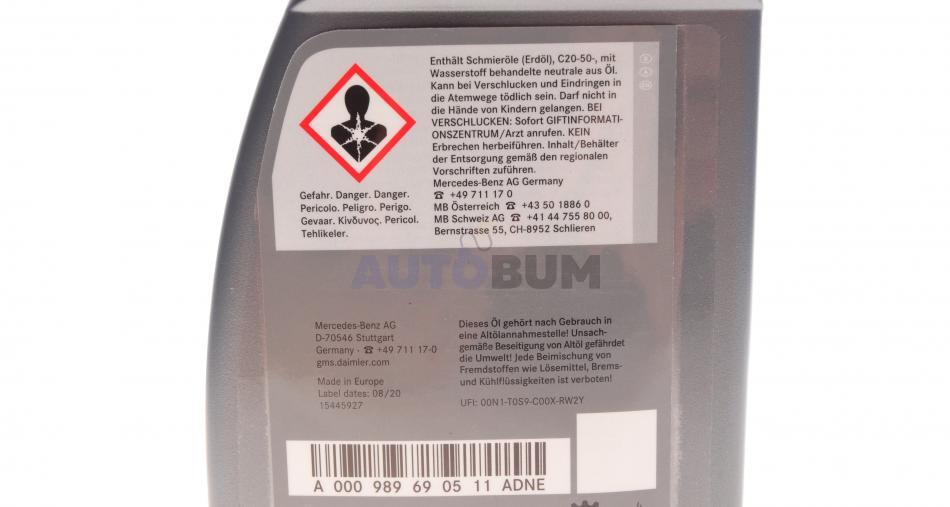 Enthält Schmieröle (Erdöl), C20-50-, mit
Wasserstoff behandelte neutrale aus Öl.
Kann bei Verschlucken und Eindringen in
die Atemwege tödlich sein. Darf nicht in
die Hände von Kindern gelangen. BEI
VERSCHLUCKEN: Sofort GIFTINFORMATI-
ONSZENTRUM/Arzt anrufen. KEIN
Erbrechen herbeiführen. Inhalt/Behälter
der Entsorgung gemäß den regionalen
Vorschriften zuführen.
Mercedes-Benz AG Germany
☎ +49 711 17 0
MB Österreich ☎ +43 50 1886 0
MB Schweiz AG ☎ +41 44 755 80 00,
Bernstrasse 55, CH-8952 Schlieren
Gefahr. Danger. Danger.
Pericolo. Peligro. Perigo.
Gevaar. Κίνδυνος. Pericol.
Tehlikeler.
AUTOBUM
Mercedes-Benz AG
D-70546 Stuttgart
Germany · ☎ +49 711 17-0
gms.daimler.com
Made in Europe
Label dates: 08/20
15445927
Dieses Öl gehört nach Gebrauch in
eine Altölannahmestelle! Unsach-
gemäße Beseitigung von Altöl gefährdet
die Umwelt! Jede Beimischung von
Fremdstoffen wie Lösemittel, Brems-
und Kühlflüssigkeiten ist verboten!
UFI: 00N1-T0S9-C00X-RW2Y
A 000 989 69 05 11 ADNE